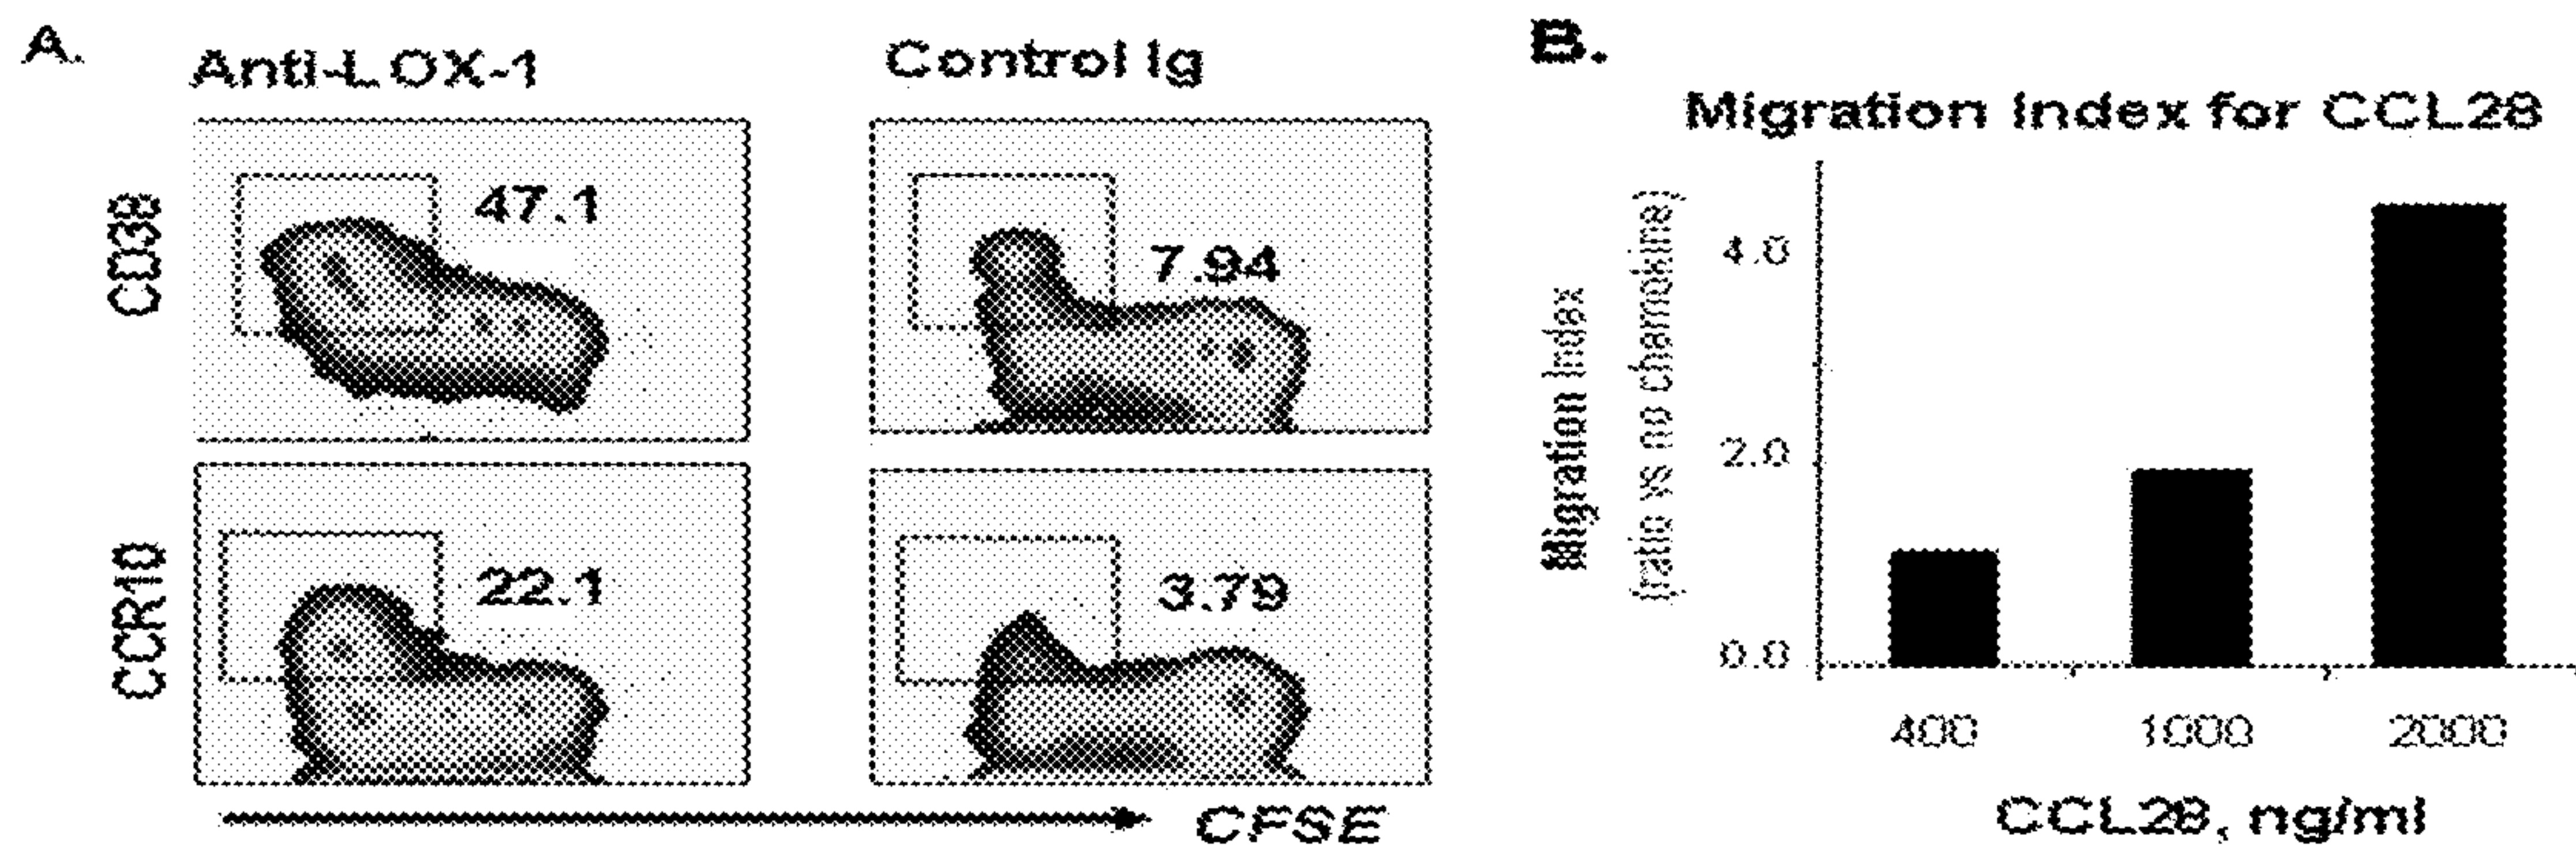 A.
Anti-LOX-1
Control Ig
CD38
47.1
7.94
CCR10
22.1
3.79
CFSE
B.
Migration Index for CCL28
Migration Index
(ratio vs no chemokine)
4.0
2.0
0.0
400
1000
2000
CCL28, ng/ml